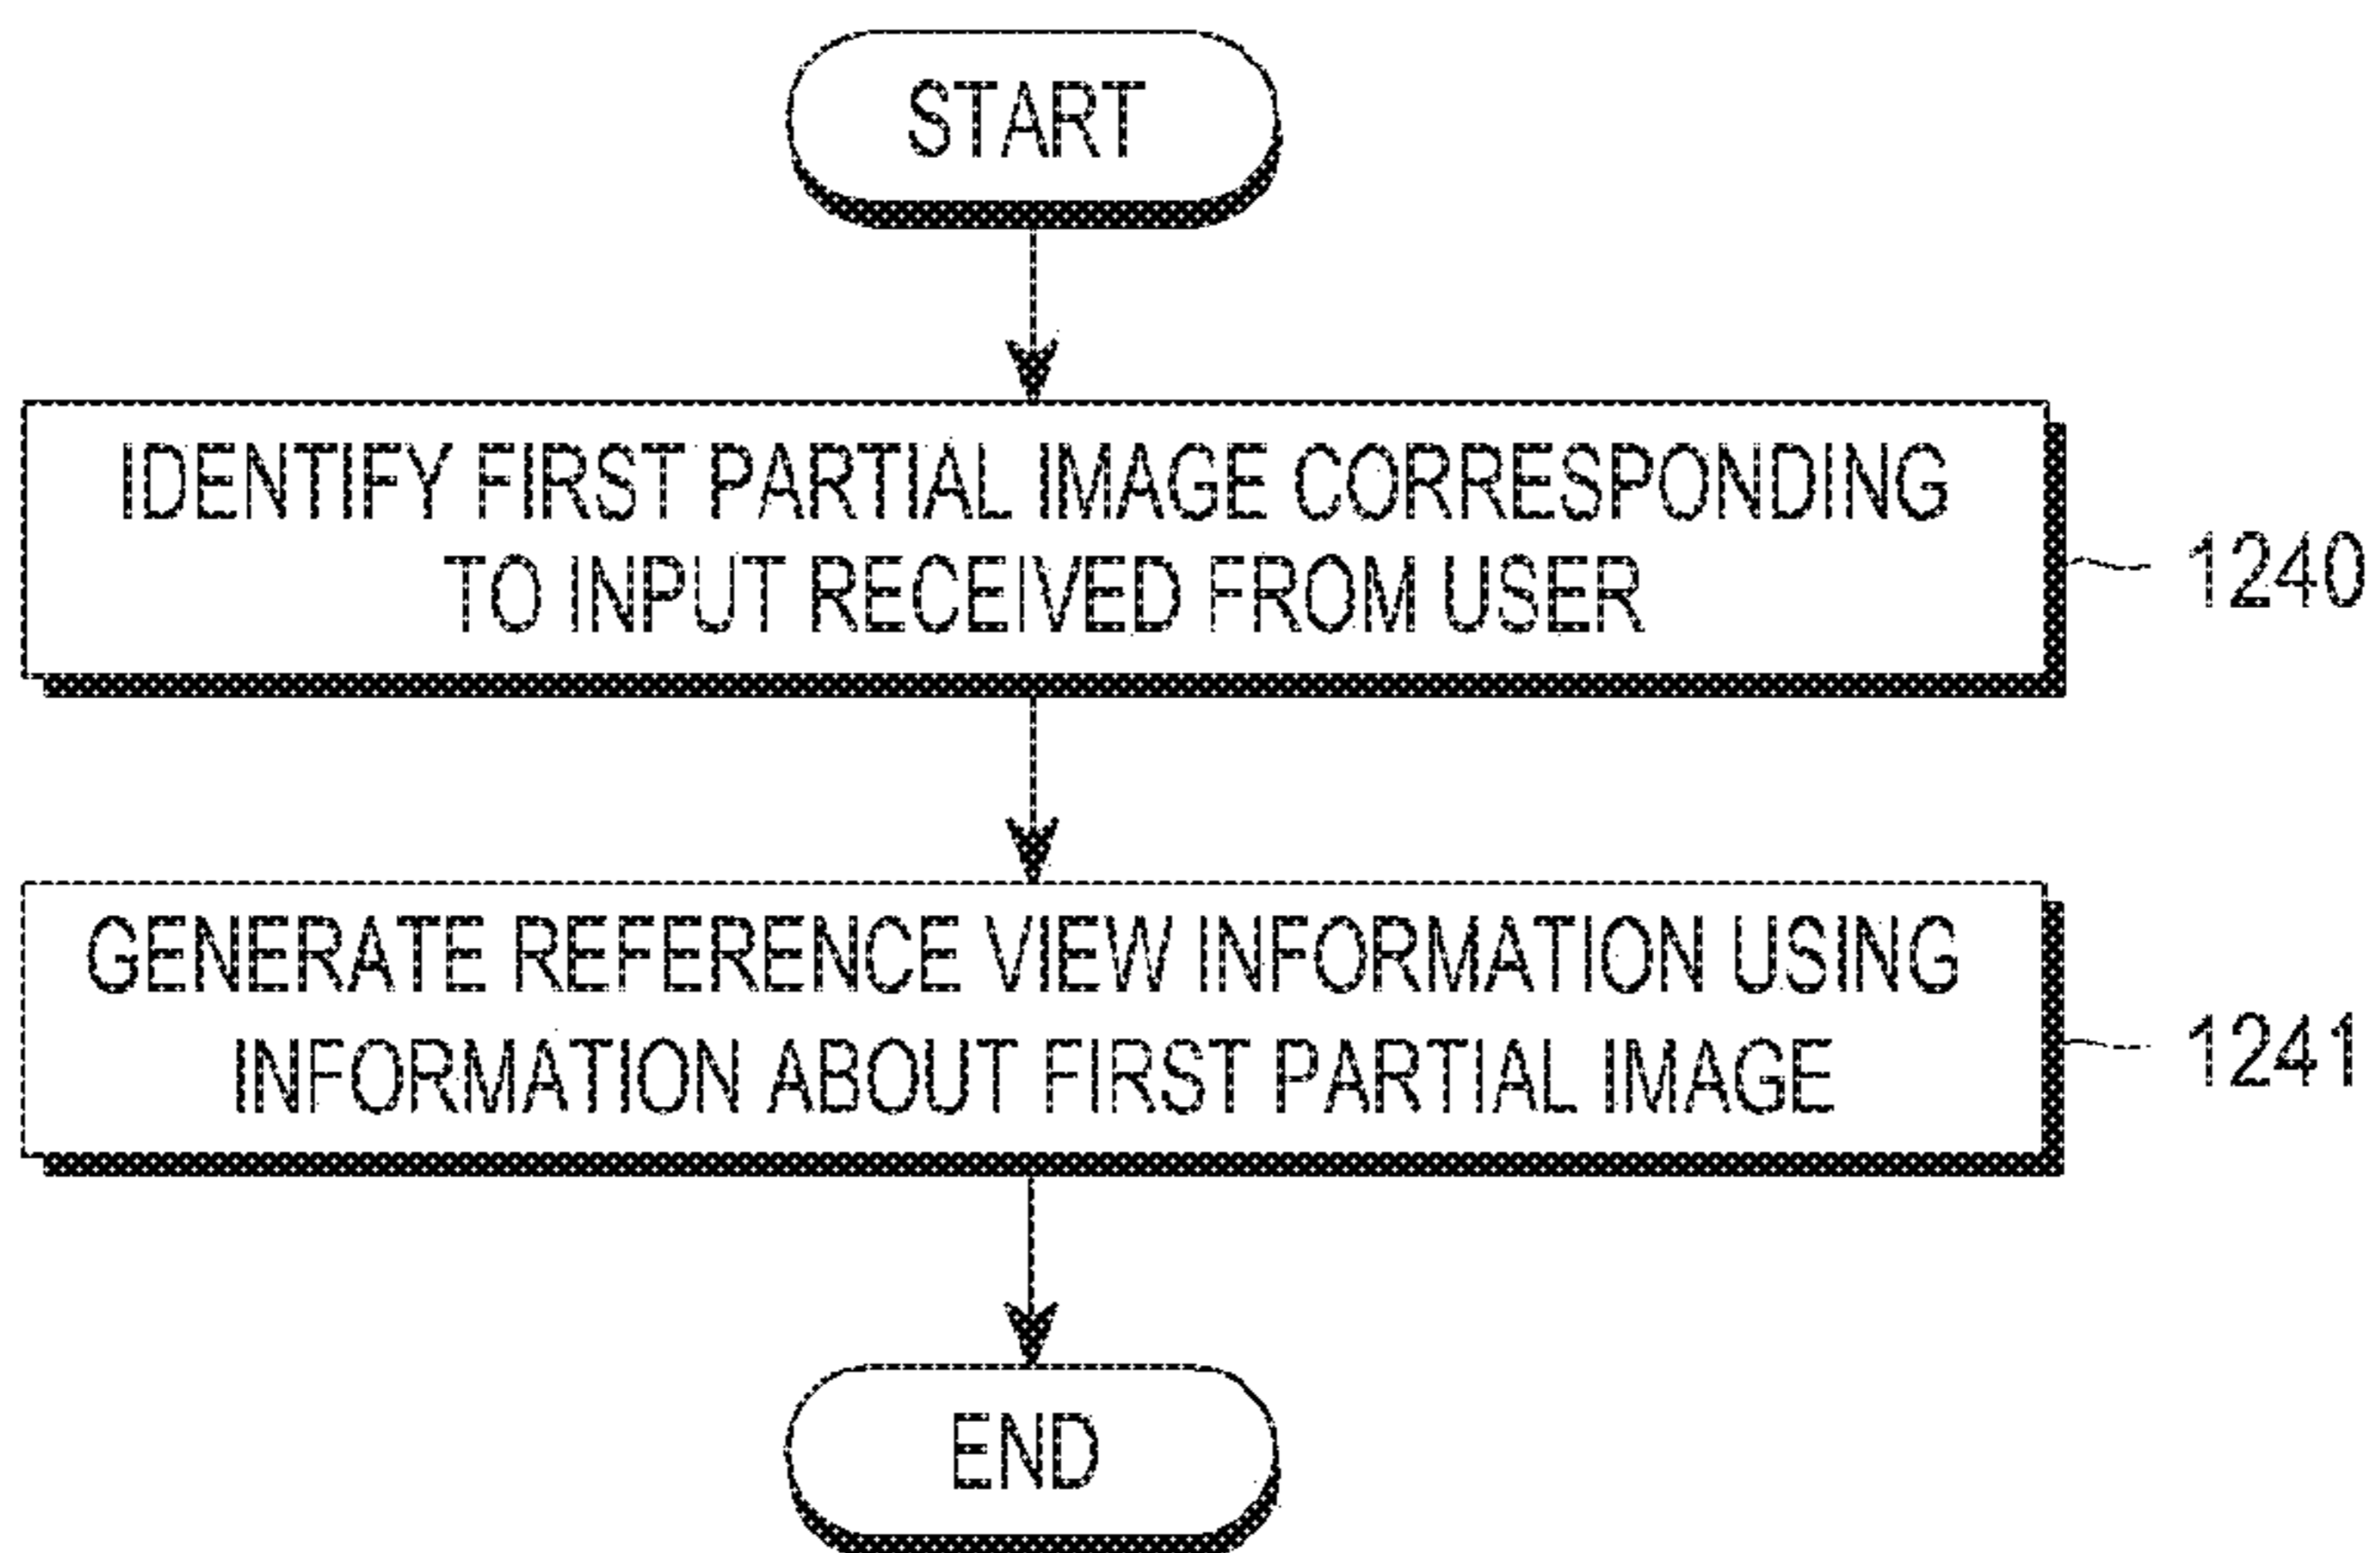 START
IDENTIFY FIRST PARTIAL IMAGE CORRESPONDING
TO INPUT RECEIVED FROM USER
1240
GENERATE REFERENCE VIEW INFORMATION USING
INFORMATION ABOUT FIRST PARTIAL IMAGE
1241
END